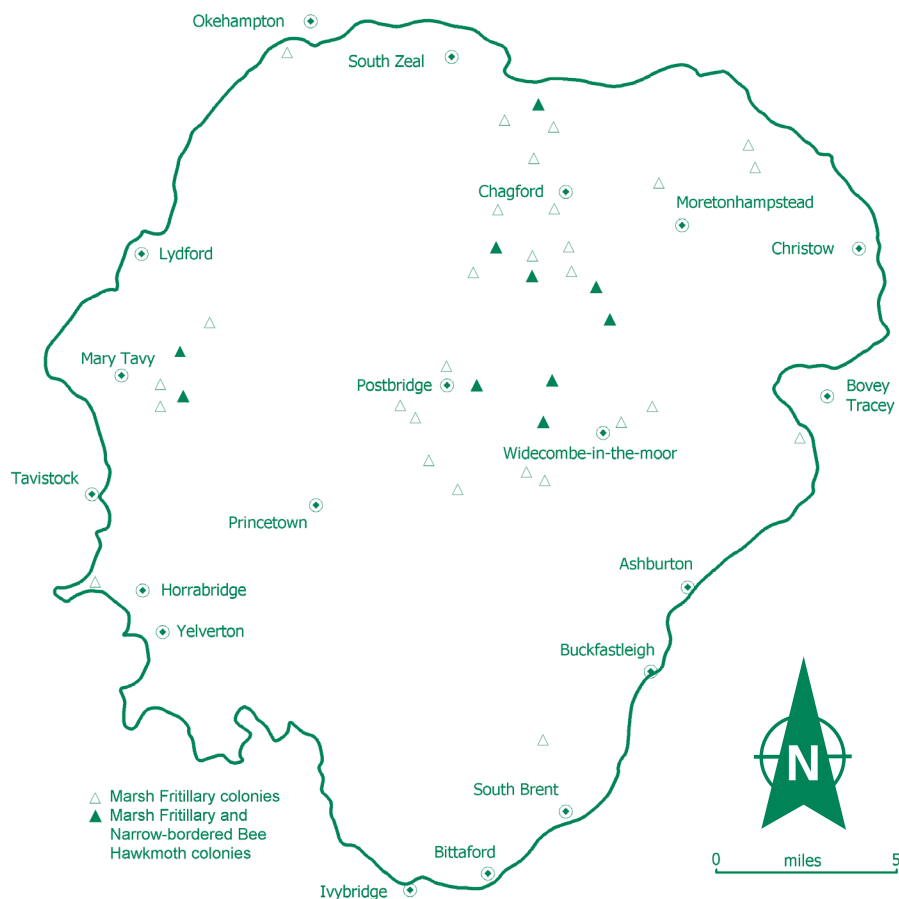 Okehampton
South Zeal
Chagford
Moretonhampstead
Christow
Lydford
Mary Tavy
Postbridge
Bovey
Tracey
Widecombe-in-the-moor
Tavistock
Princetown
Ashburton
Horrabridge
Yelverton
Buckfastleigh
N
South Brent
Bittaford
Ivybridge
Marsh Fritillary colonies
Marsh Fritillary and
Narrow-bordered Bee
Hawkmoth colonies
0 miles 5